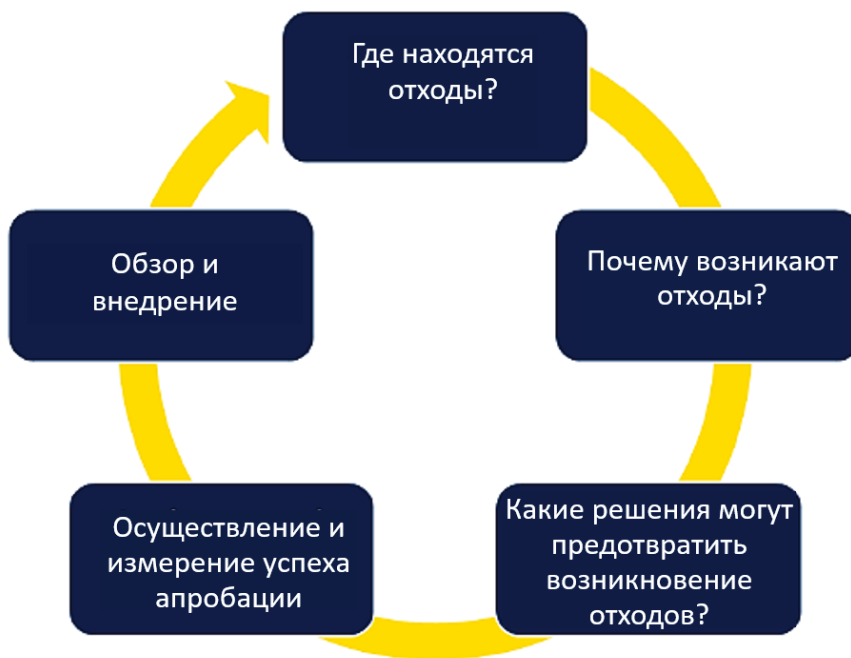 Где находятся
отходы?
Почему возникают
отходы?
Какие решения могут
предотвратить
возникновение
отходов?
Осуществление и
измерение успеха
апробации
Обзор и
внедрение